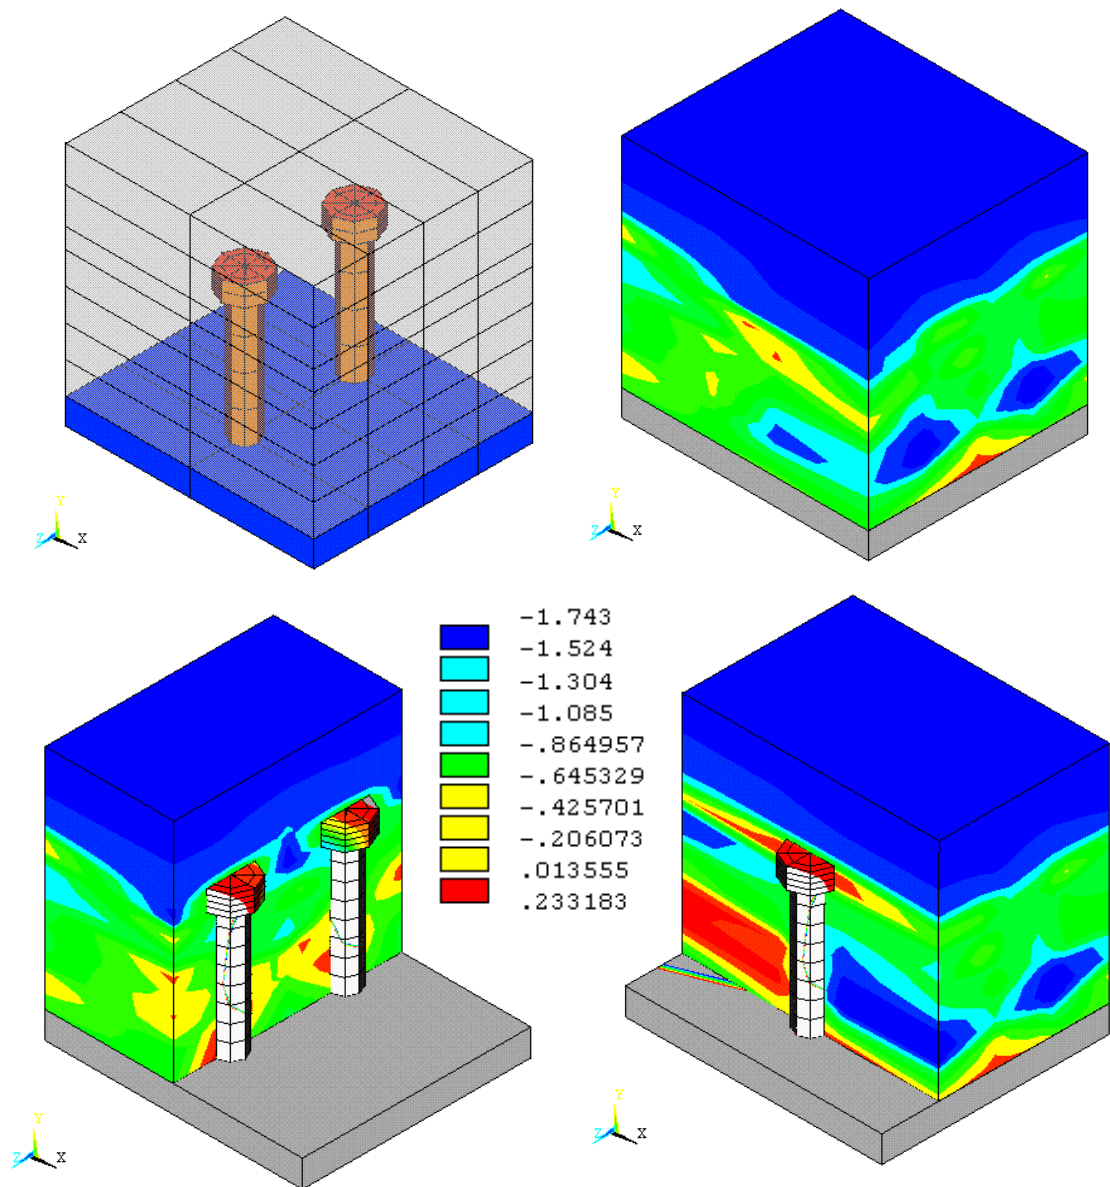 Y
Z
X
Y
Z
X
-1.743
-1.524
-1.304
-1.085
-.864957
-.645329
-.425701
-.206073
.013555
.233183
Y
Z
X
Y
Z
X